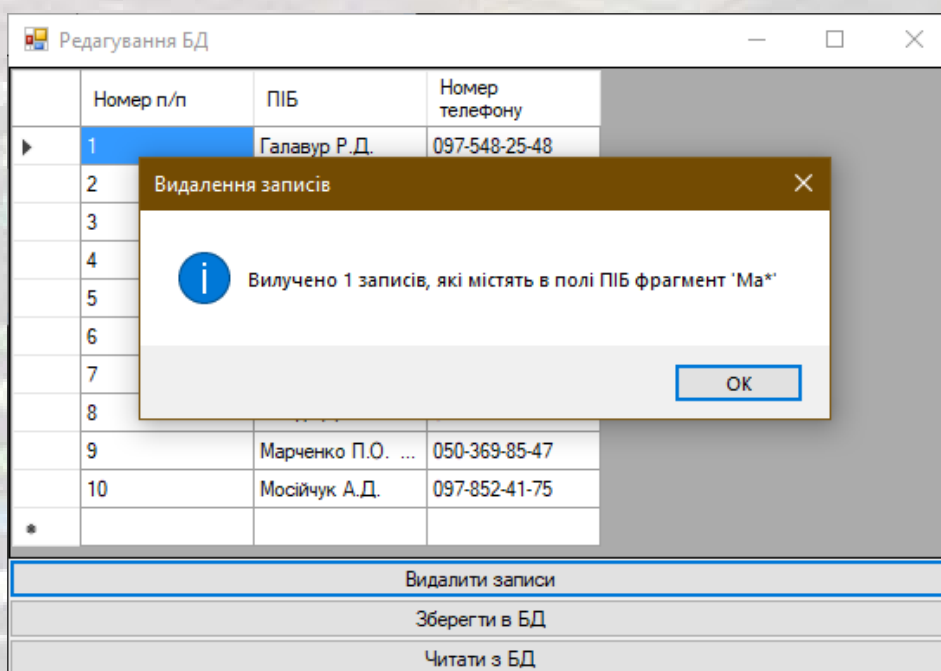 Редагування БД
Номер п/п ПІБ Номер телефону
1 Галавур Р.Д. 097-548-25-48
2
Видалення записів
3
4
Вилучено 1 записів, які містять в полі ПІБ фрагмент 'Ма*'
5
6
7
OK
8
9 Марченко П.О. ... 050-369-85-47
10 Мосійчук А.Д. 097-852-41-75
Видалити записи
Зберегти в БД
Читати з БД